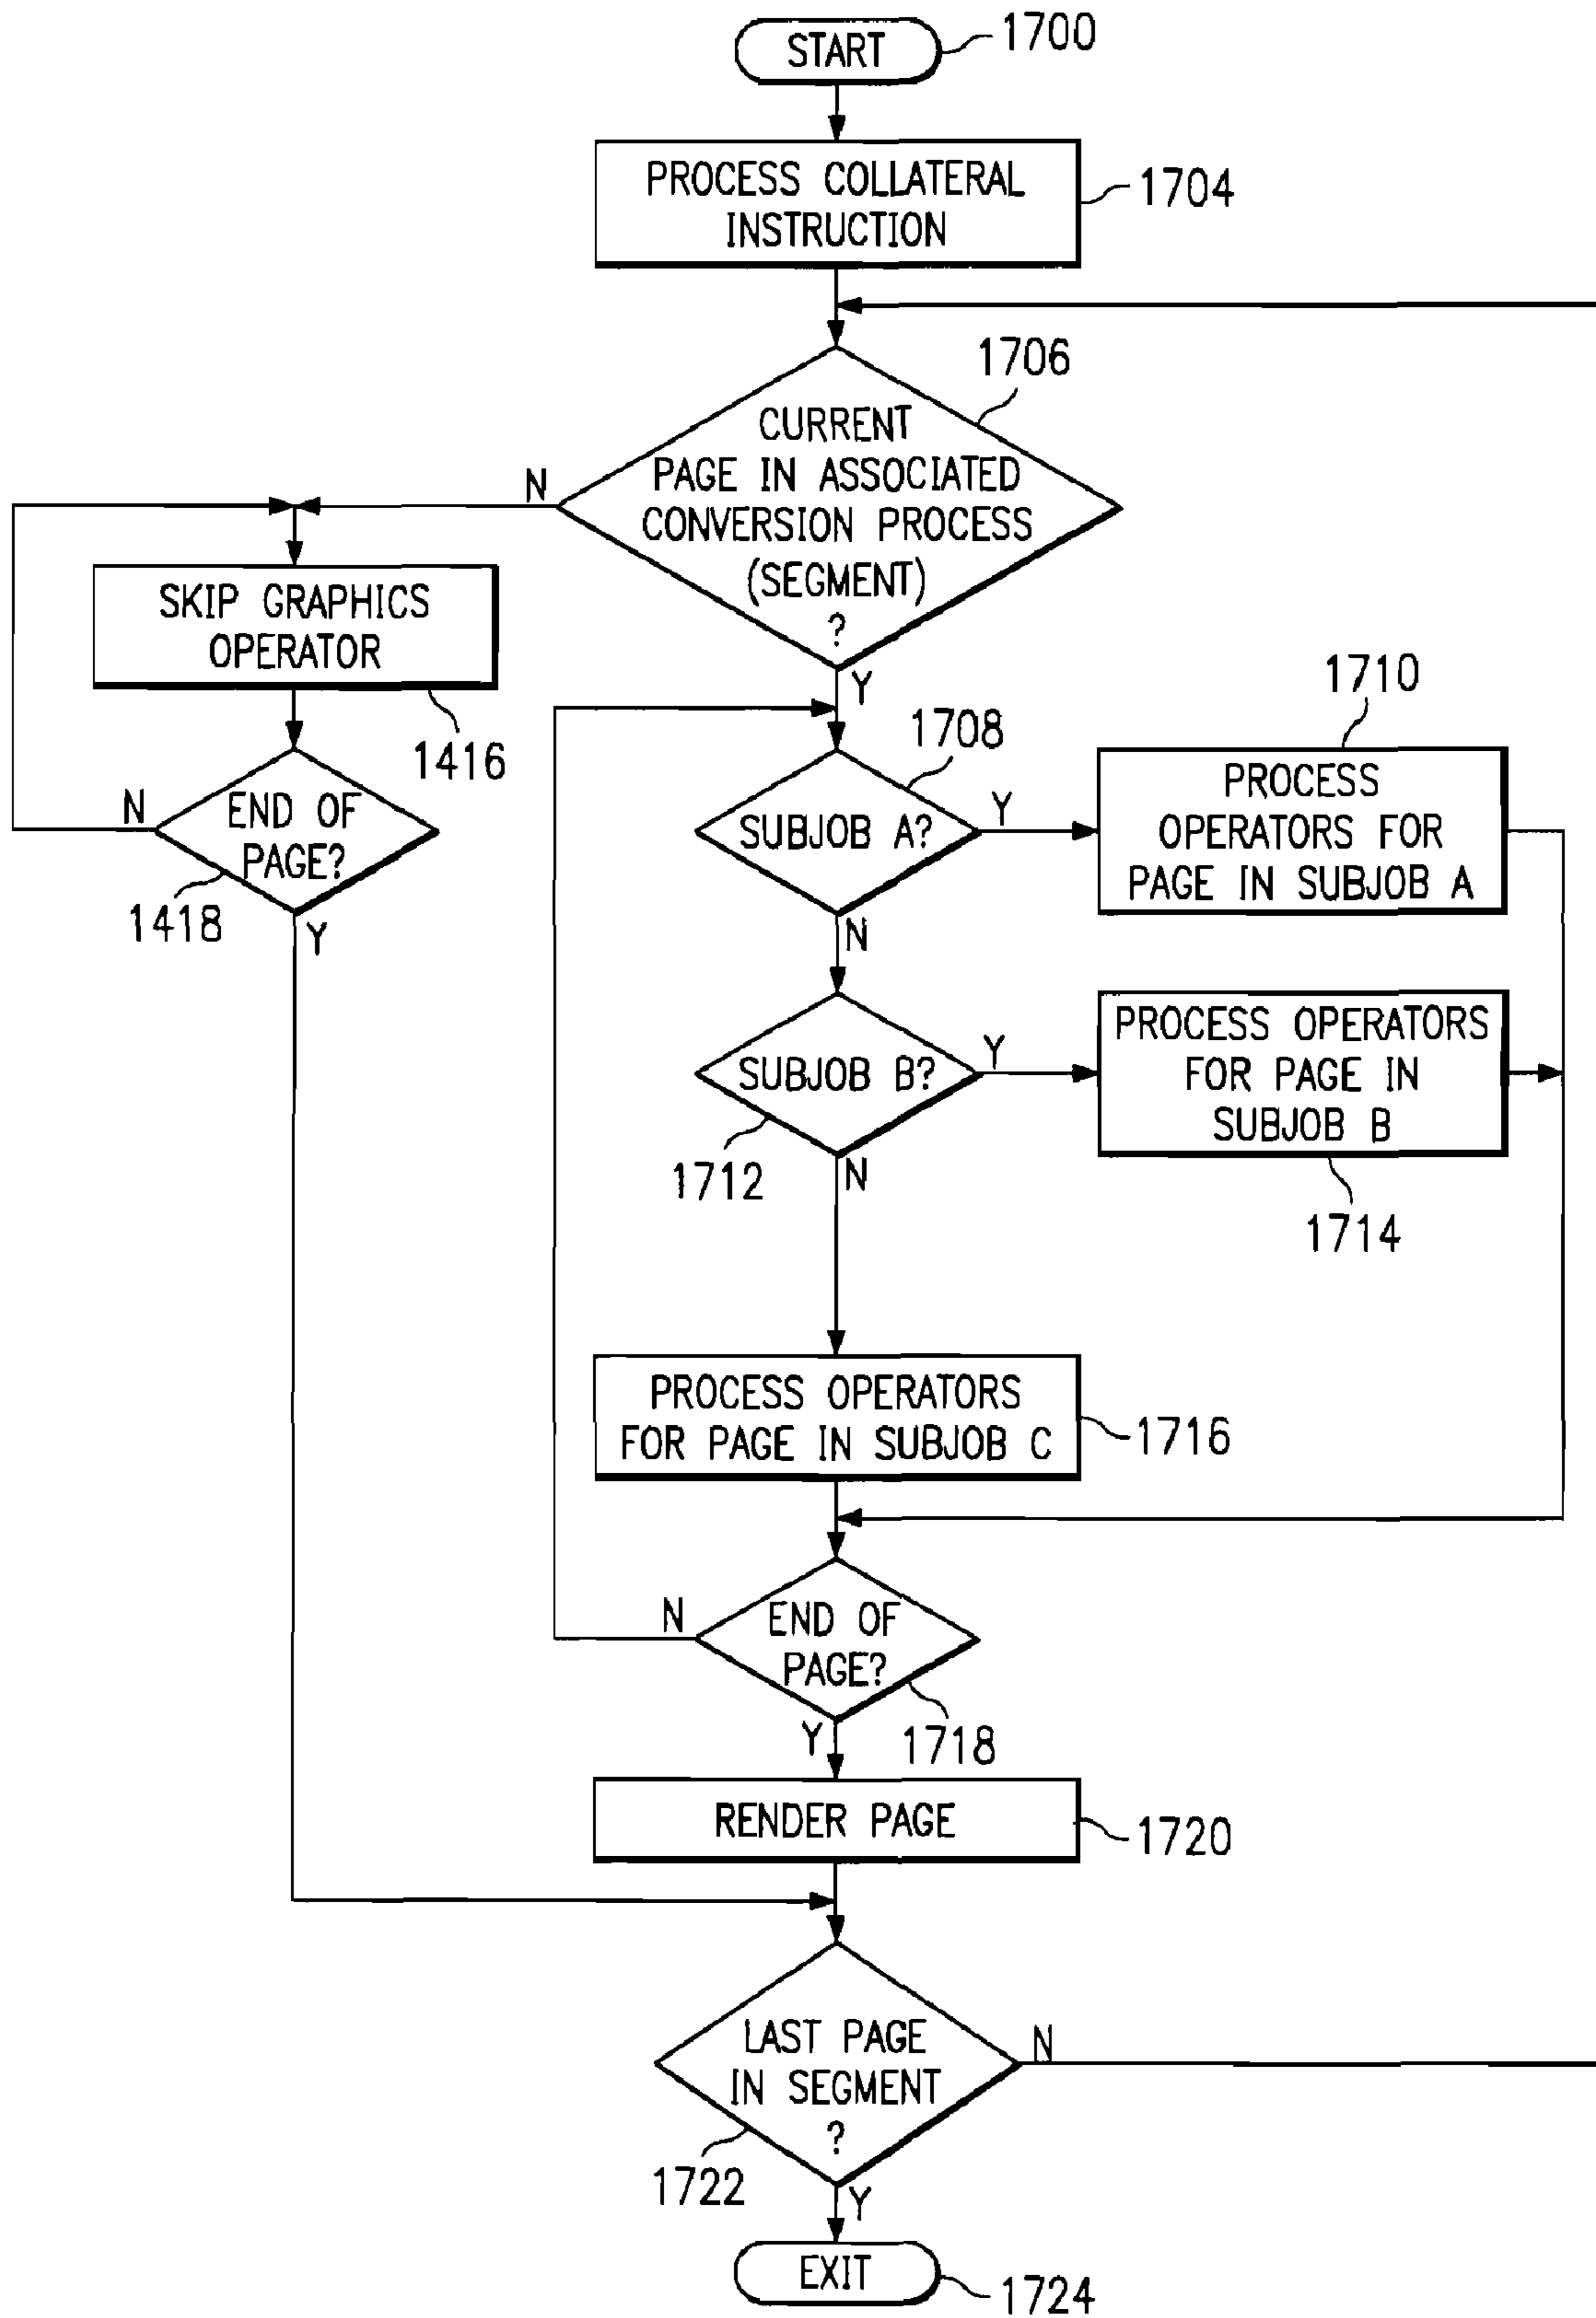 START
1700
PROCESS COLLATERAL
INSTRUCTION
1704
1706
CURRENT
PAGE IN ASSOCIATED
CONVERSION PROCESS
(SEGMENT)
?
N
Y
SKIP GRAPHICS
OPERATOR
1416
END OF
PAGE?
N
1418
Y
1708
SUBJOB A?
Y
N
1710
PROCESS
OPERATORS FOR
PAGE IN SUBJOB A
SUBJOB B?
Y
1712
N
PROCESS OPERATORS
FOR PAGE IN
SUBJOB B
1714
PROCESS OPERATORS
FOR PAGE IN SUBJOB C
1716
END OF
PAGE?
N
Y
1718
RENDER PAGE
1720
LAST PAGE
IN SEGMENT
?
N
1722
Y
EXIT
1724